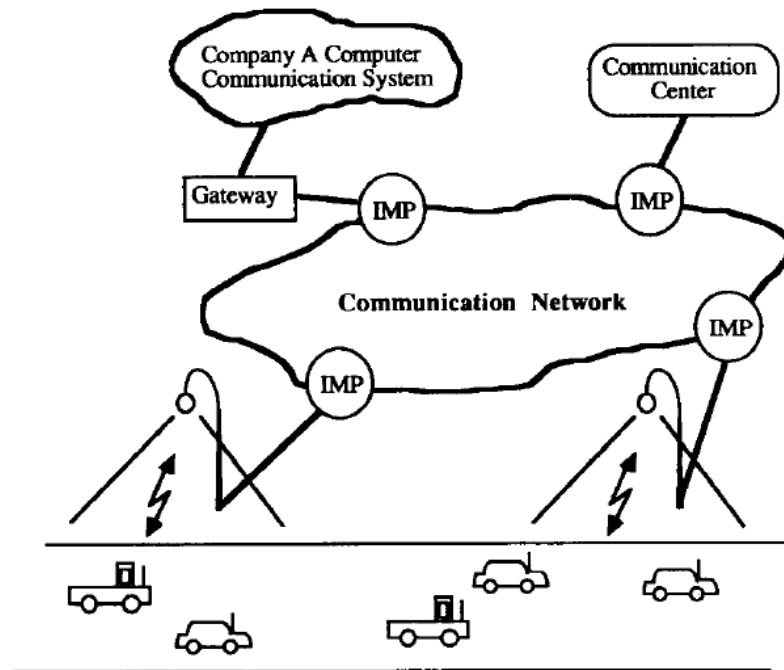 Company A Computer
Communication System
Communication
Center
Gateway
IMP
IMP
Communication Network
IMP
IMP